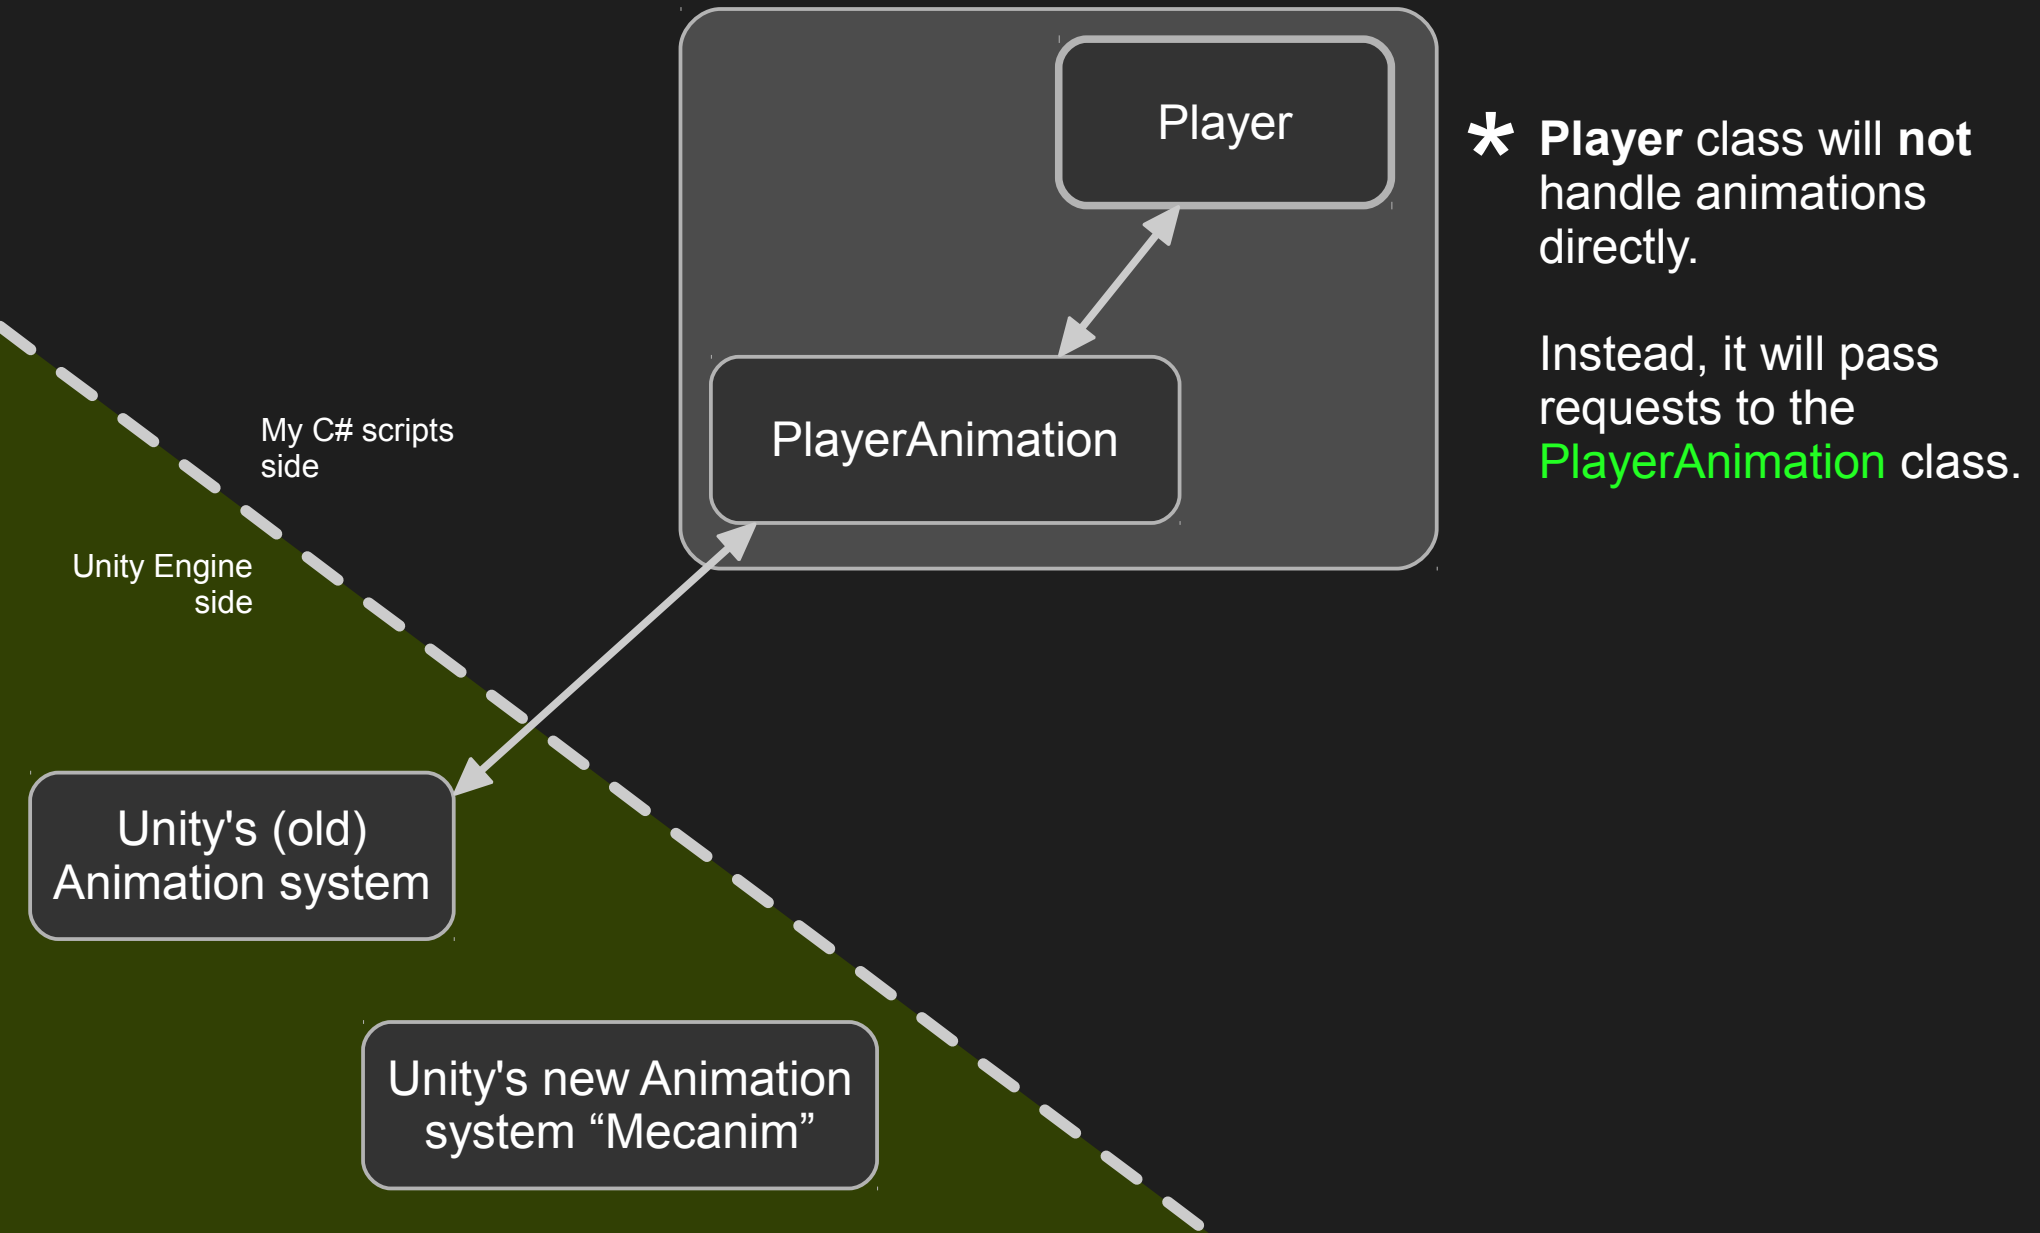 Player
* Player class will not
handle animations
directly.
Instead, it will pass
requests to the
PlayerAnimation class.
PlayerAnimation
My C# scripts
side
Unity Engine
side
Unity's (old)
Animation system
Unity's new Animation
system “Mecanim”